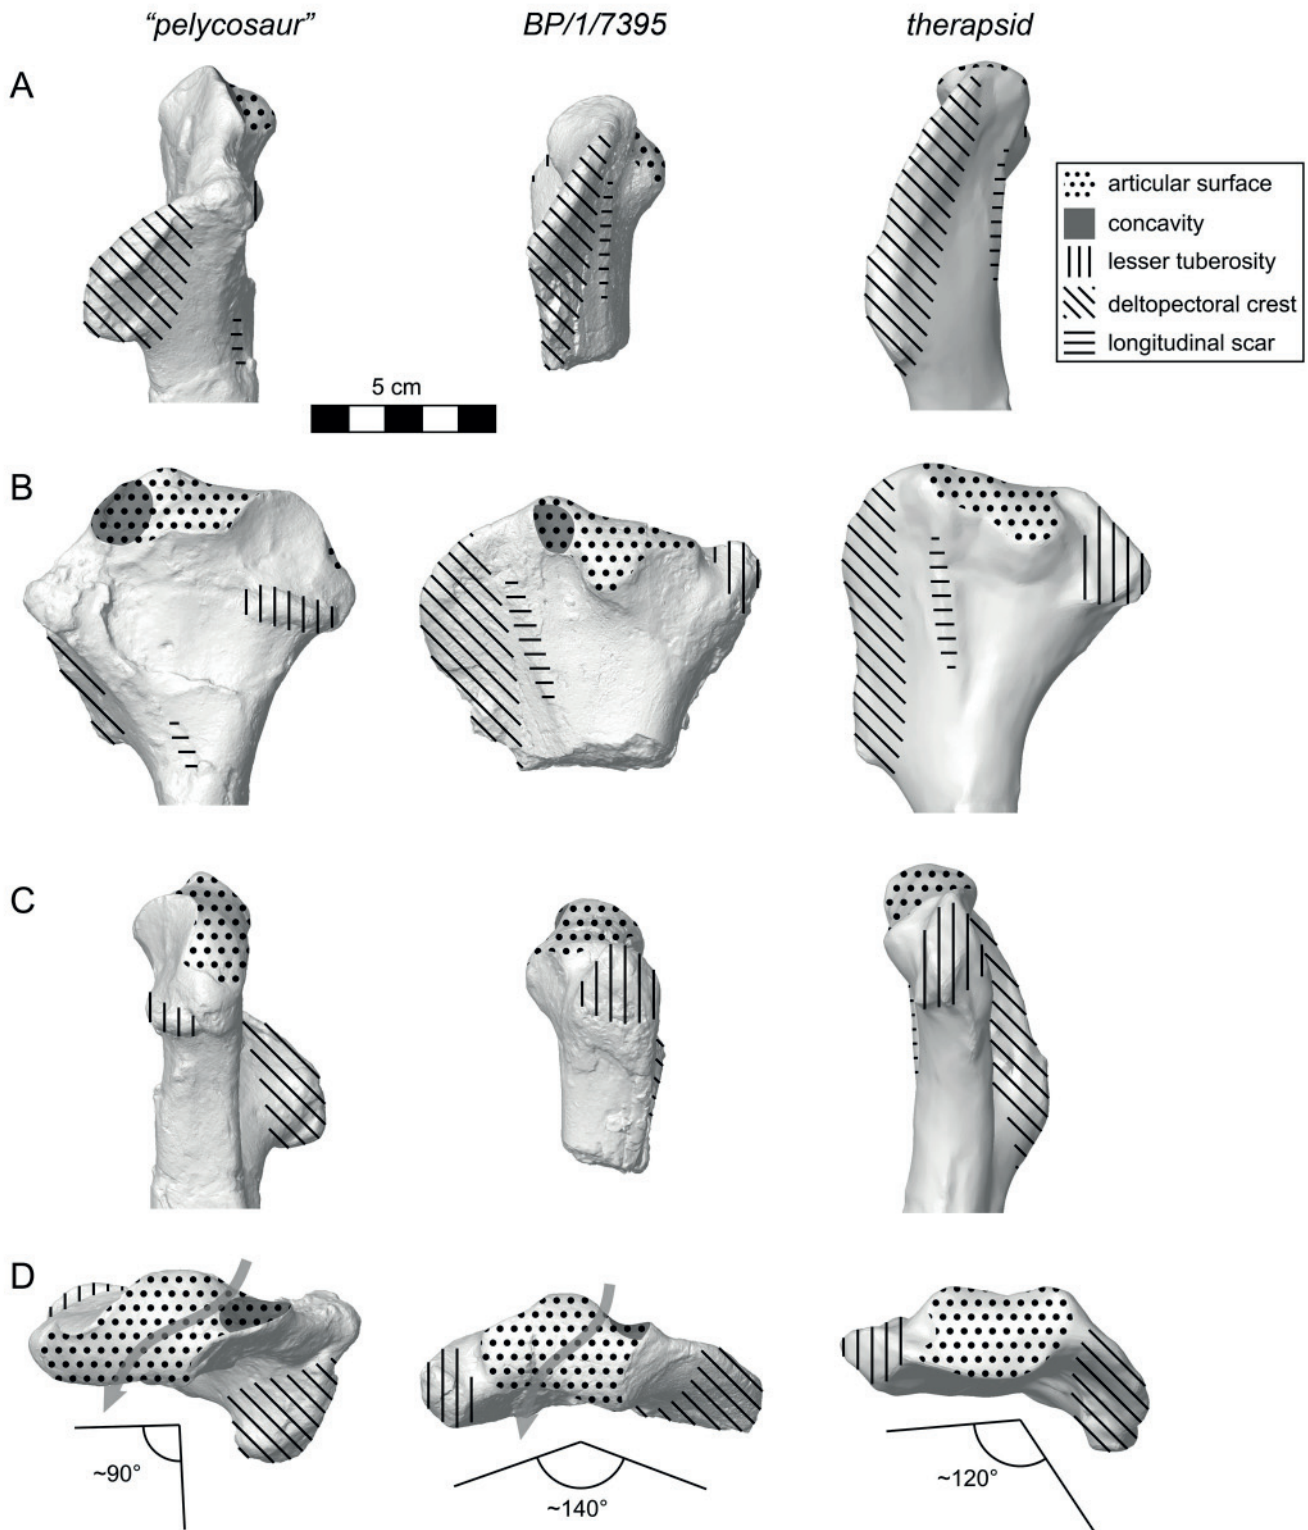 “pelycosaur” BP/1/7395 therapsid
A
articular surface
concavity
lesser tuberosity
deltopectoral crest
longitudinal scar
5 cm
B
C
D
~90°
~140°
~120°